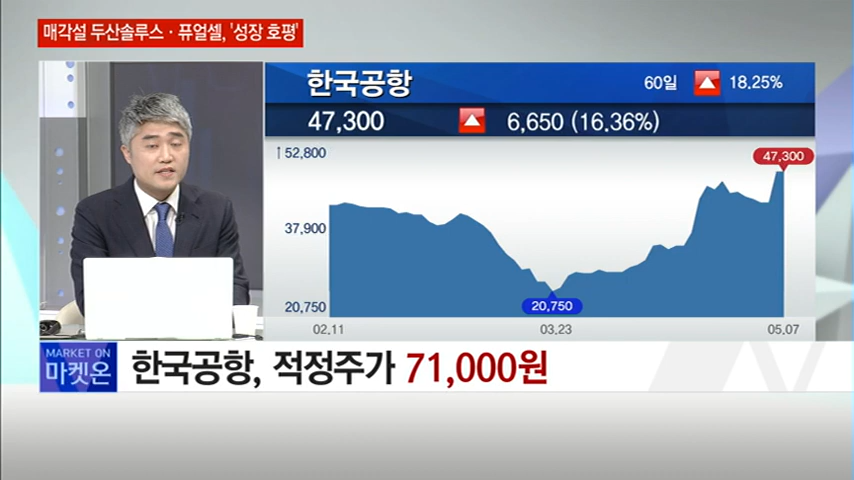 매각설 두산솔루스·퓨얼셀, '성장 호평'
한국공항 60일 ▲ 18.25%
47,300 ▲ 6,650 (16.36%)
↑52,800
47,300
37,900
20,750
20,750
02.11 03.23 05.07
MARKET ON
마켓온
한국공항, 적정주가 71,000원